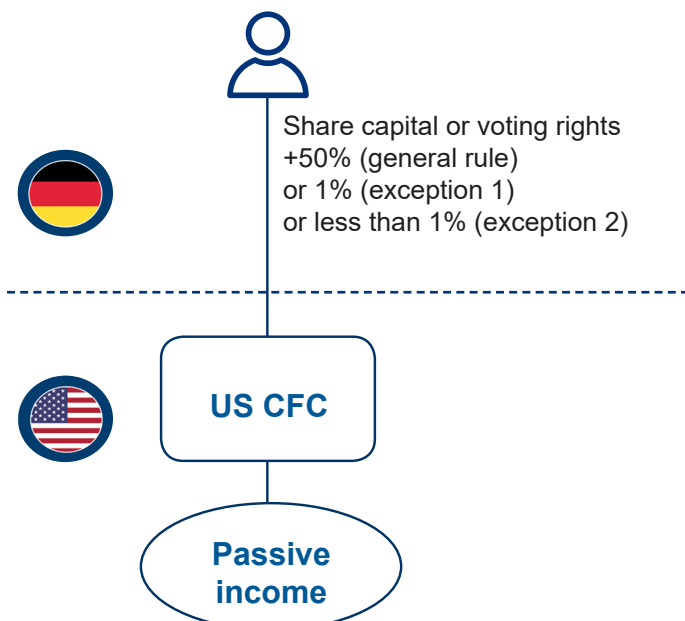 Share capital or voting rights
+50% (general rule)
or 1% (exception 1)
or less than 1% (exception 2)
US CFC
Passive
income